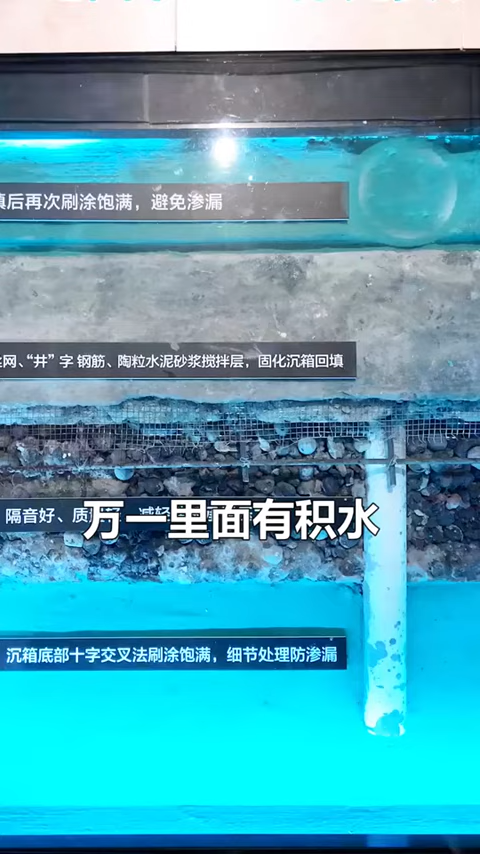 填后再次刷涂饱满，避免渗漏
网、“井”字 钢筋、陶粒水泥砂浆搅拌层，固化沉箱回填
隔音好、质
减轻
万一里面有积水
沉箱底部十字交叉法刷涂饱满，细节处理防渗漏